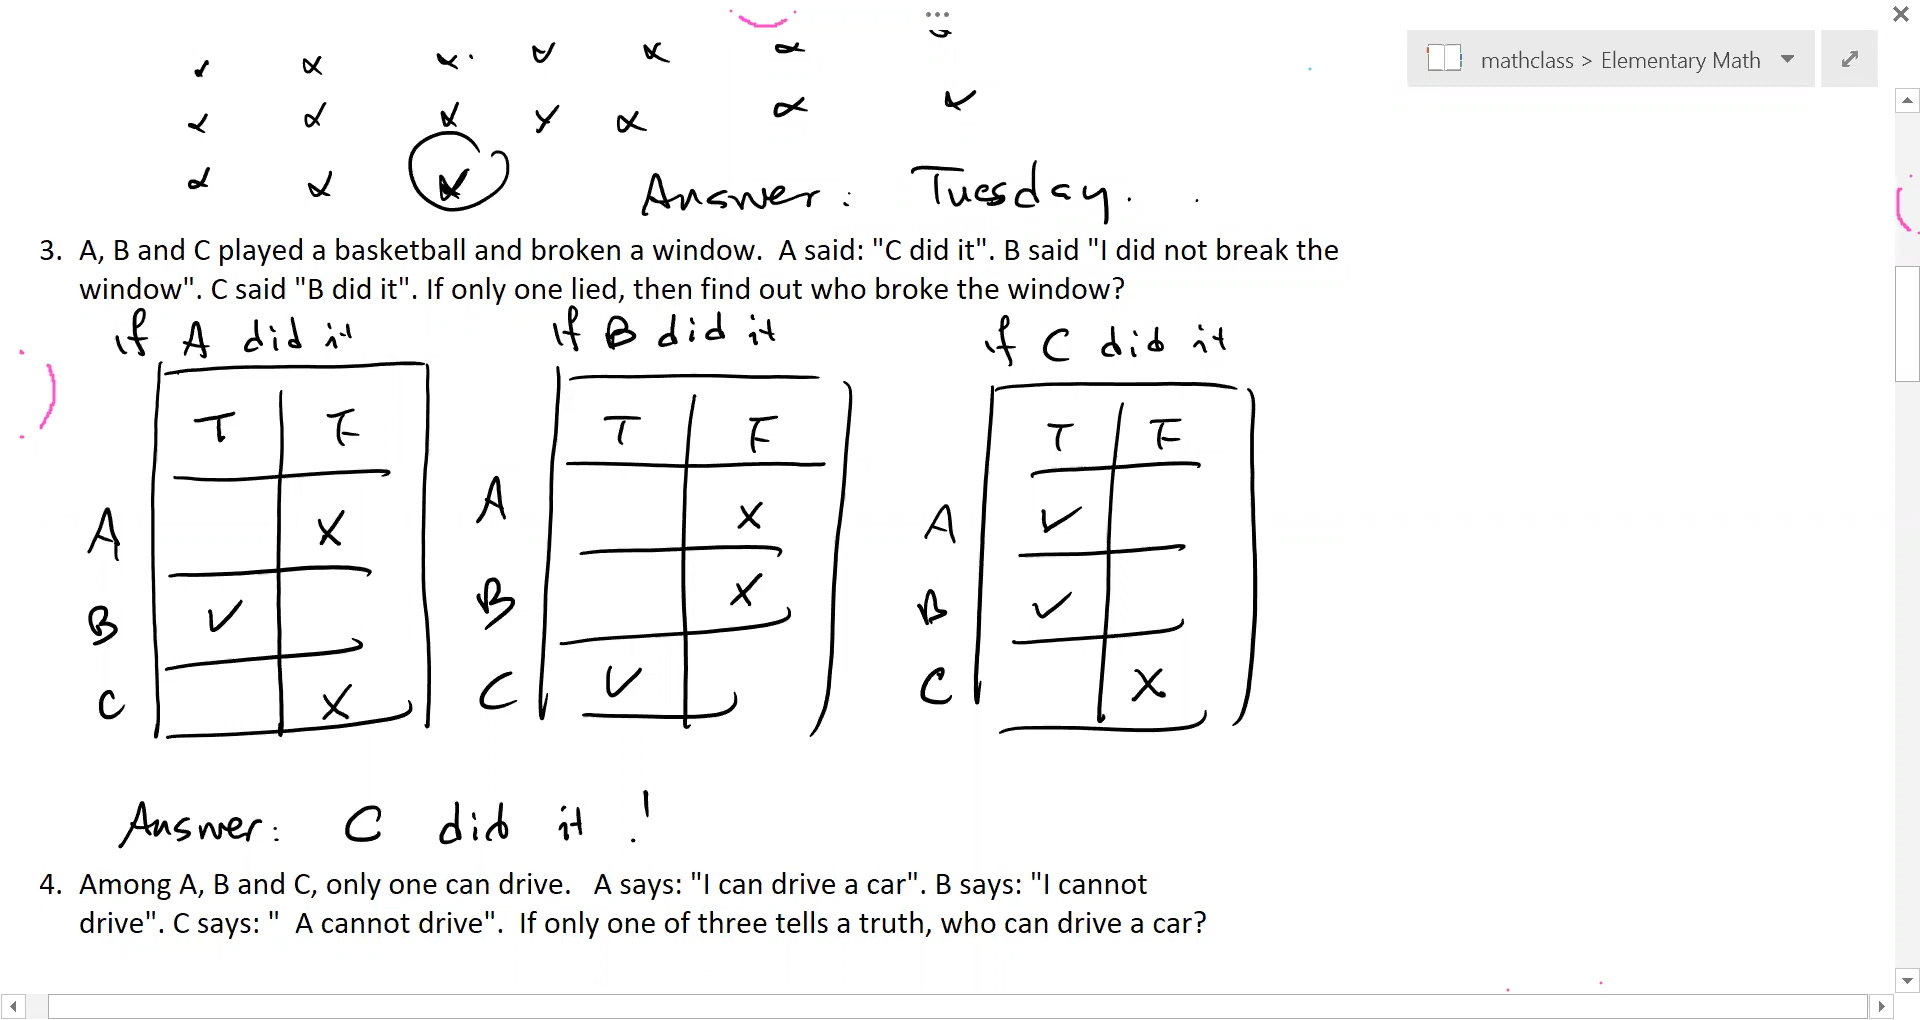 mathclass > Elementary Math
Answer: Tuesday.
3. A, B and C played a basketball and broken a window. A said: "C did it". B said "I did not break the
window". C said "B did it". If only one lied, then find out who broke the window?
if A did it If B did it if C did it
T F T F T F
A X A X A ✓
B ✓ B X B ✓
C X C ✓ C X
Answer: C did it !
4. Among A, B and C, only one can drive. A says: "I can drive a car". B says: "I cannot
drive". C says: " A cannot drive". If only one of three tells a truth, who can drive a car?